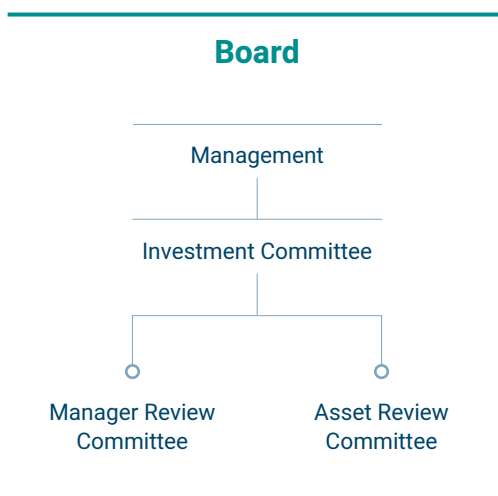 Board
Management
Investment Committee
Manager Review
Committee
Asset Review
Committee